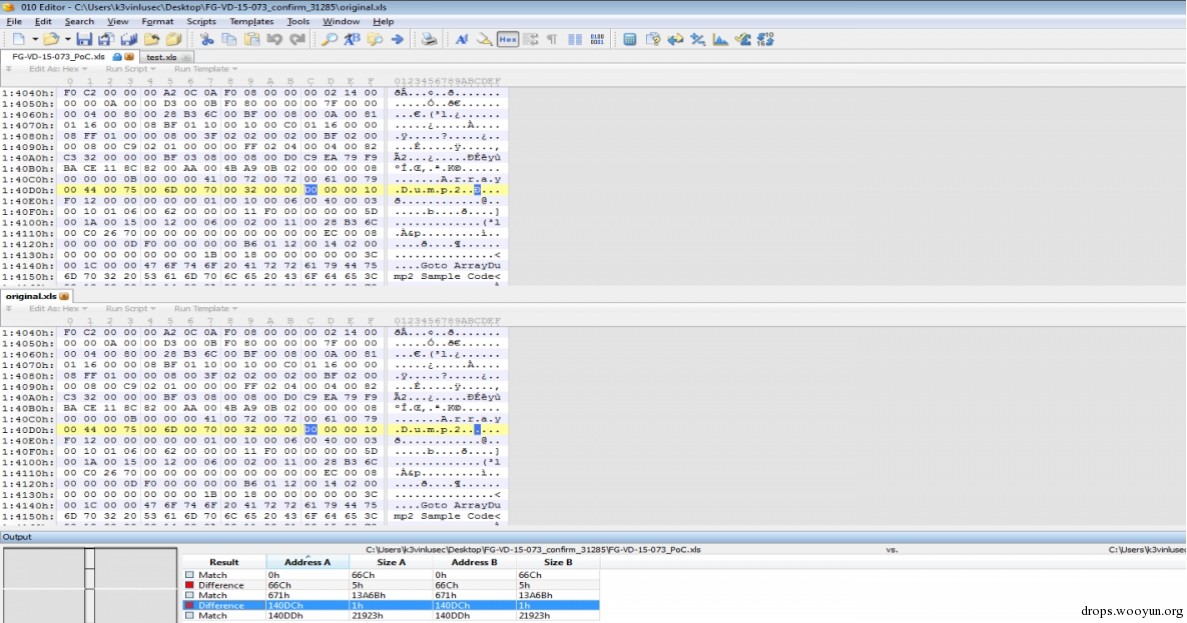 010 Editor - C:\Users\k3vinlusec\Desktop\FG-VD-15-073_confirm_31285\original.xls
File Edit Search View Format Scripts Templates Tools Window Help
FG-VD-15-073_PoC.xls test.xls
Edit As: Hex Run Script Run Template
0 1 2 3 4 5 6 7 8 9 A B C D E F 0123456789ABCDEF
1:4040h: F0 C2 00 00 00 A2 0C 0A F0 08 00 00 00 02 14 00
1:4050h: 00 00 0A 00 00 D3 00 0B F0 80 00 00 00 7F 00 00
1:4060h: 00 04 00 80 00 28 B3 6C 00 BF 00 08 00 0A 00 81
1:4070h: 01 16 00 00 08 BF 01 10 00 10 00 C0 01 16 00 00
1:4080h: 08 FF 01 00 00 08 00 3F 02 02 00 02 00 BF 02 00
1:4090h: 00 08 00 C9 02 01 00 00 00 FF 02 04 00 04 00 82
1:40A0h: C3 32 00 00 00 BF 03 08 00 08 00 D0 C9 EA 79 F9
1:40B0h: BA CE 11 8C 82 00 AA 00 4B A9 0B 02 00 00 00 08
1:40C0h: 00 00 00 0B 00 00 00 41 00 72 00 72 00 61 00 79 .......A.r.r.a.y
1:40D0h: 00 44 00 75 00 6D 00 70 00 32 00 00 00 00 10 .D.u.m.p.2..
1:40E0h: F0 12 00 00 00 00 00 01 00 10 00 06 00 40 00 03
1:40F0h: 00 10 01 06 00 62 00 00 00 00 11 F0 00 00 00 5D
1:4100h: 00 1A 00 15 00 12 00 06 00 02 00 11 00 28 B3 6C
1:4110h: 00 C0 26 70 00 00 00 00 00 00 00 00 00 EC 00 08
1:4120h: 00 00 00 0D F0 00 00 00 00 B6 01 12 00 14 02 00
1:4130h: 00 00 00 00 00 00 00 1B 00 18 00 00 00 00 00 3C
1:4140h: 00 1C 00 00 47 6F 74 6F 20 41 72 72 61 79 44 75 ....Goto ArrayDu
1:4150h: 6D 70 32 20 53 61 6D 70 6C 65 20 43 6F 64 65 3C mp2 Sample Code<
original.xls
Edit As: Hex Run Script Run Template
0 1 2 3 4 5 6 7 8 9 A B C D E F 0123456789ABCDEF
1:4040h: F0 C2 00 00 00 A2 0C 0A F0 08 00 00 00 02 14 00
1:4050h: 00 00 0A 00 00 D3 00 0B F0 80 00 00 00 7F 00 00
1:4060h: 00 04 00 80 00 28 B3 6C 00 BF 00 08 00 0A 00 81
1:4070h: 01 16 00 00 08 BF 01 10 00 10 00 C0 01 16 00 00
1:4080h: 08 FF 01 00 00 08 00 3F 02 02 00 02 00 BF 02 00
1:4090h: 00 08 00 C9 02 01 00 00 00 FF 02 04 00 04 00 82
1:40A0h: C3 32 00 00 00 BF 03 08 00 08 00 D0 C9 EA 79 F9
1:40B0h: BA CE 11 8C 82 00 AA 00 4B A9 0B 02 00 00 00 08
1:40C0h: 00 00 00 0B 00 00 00 41 00 72 00 72 00 61 00 79 .......A.r.r.a.y
1:40D0h: 00 44 00 75 00 6D 00 70 00 32 00 00 00 00 10 .D.u.m.p.2..
1:40E0h: F0 12 00 00 00 00 00 01 00 10 00 06 00 40 00 03
1:40F0h: 00 10 01 06 00 62 00 00 00 00 11 F0 00 00 00 5D
1:4100h: 00 1A 00 15 00 12 00 06 00 02 00 11 00 28 B3 6C
1:4110h: 00 C0 26 70 00 00 00 00 00 00 00 00 00 EC 00 08
1:4120h: 00 00 00 0D F0 00 00 00 00 B6 01 12 00 14 02 00
1:4130h: 00 00 00 00 00 00 00 1B 00 18 00 00 00 00 00 3C
1:4140h: 00 1C 00 00 47 6F 74 6F 20 41 72 72 61 79 44 75 ....Goto ArrayDu
1:4150h: 6D 70 32 20 53 61 6D 70 6C 65 20 43 6F 64 65 3C mp2 Sample Code<
Output
C:\Users\k3vinlusec\Desktop\FG-VD-15-073_confirm_31285\FG-VD-15-073_PoC.xls vs. C:\Users\k3vinlusec
Result Address A Size A Address B Size B
Match 0h 66Ch 0h 66Ch
Difference 66Ch 5h 66Ch 5h
Match 671h 13A6Bh 671h 13A6Bh
Difference 140DCh 1h 140DCh 1h
Match 140DDh 21923h 140DDh 21923h
drops.wooyun.org